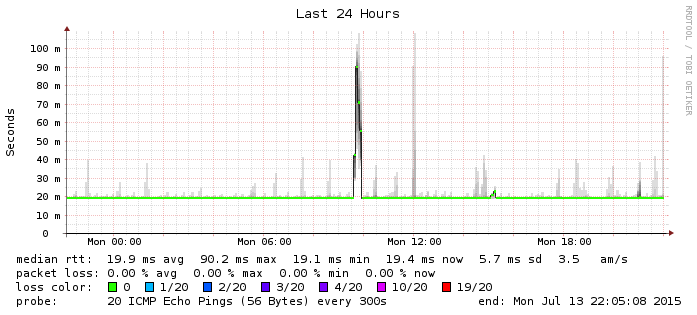 Last 24 Hours
RRDTOOL / TOBI OETIKER
Seconds
100 m
90 m
80 m
70 m
60 m
50 m
40 m
30 m
20 m
10 m
0
Mon 00:00 Mon 06:00 Mon 12:00 Mon 18:00
median rtt: 19.9 ms avg 90.2 ms max 19.1 ms min 19.4 ms now 5.7 ms sd 3.5 am/s
packet loss: 0.00 % avg 0.00 % max 0.00 % min 0.00 % now
loss color: 0 1/20 2/20 3/20 4/20 10/20 19/20
probe: 20 ICMP Echo Pings (56 Bytes) every 300s end: Mon Jul 13 22:05:08 2015